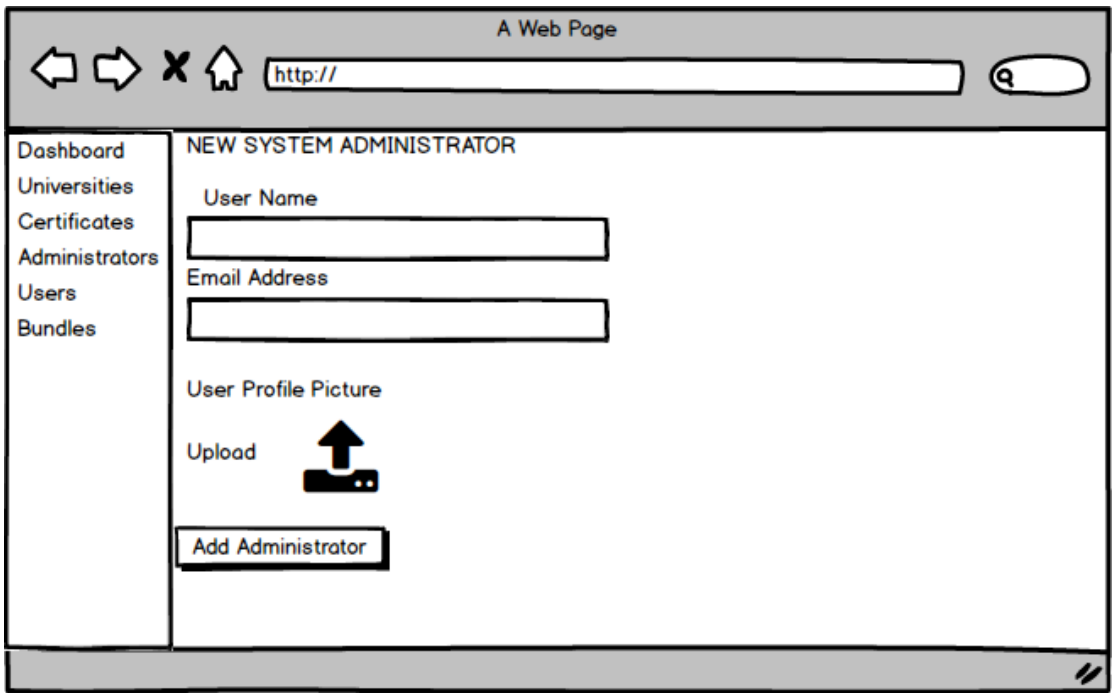 A Web Page
http://
Dashboard
Universities
Certificates
Administrators
Users
Bundles
NEW SYSTEM ADMINISTRATOR
User Name
Email Address
User Profile Picture
Upload
Add Administrator